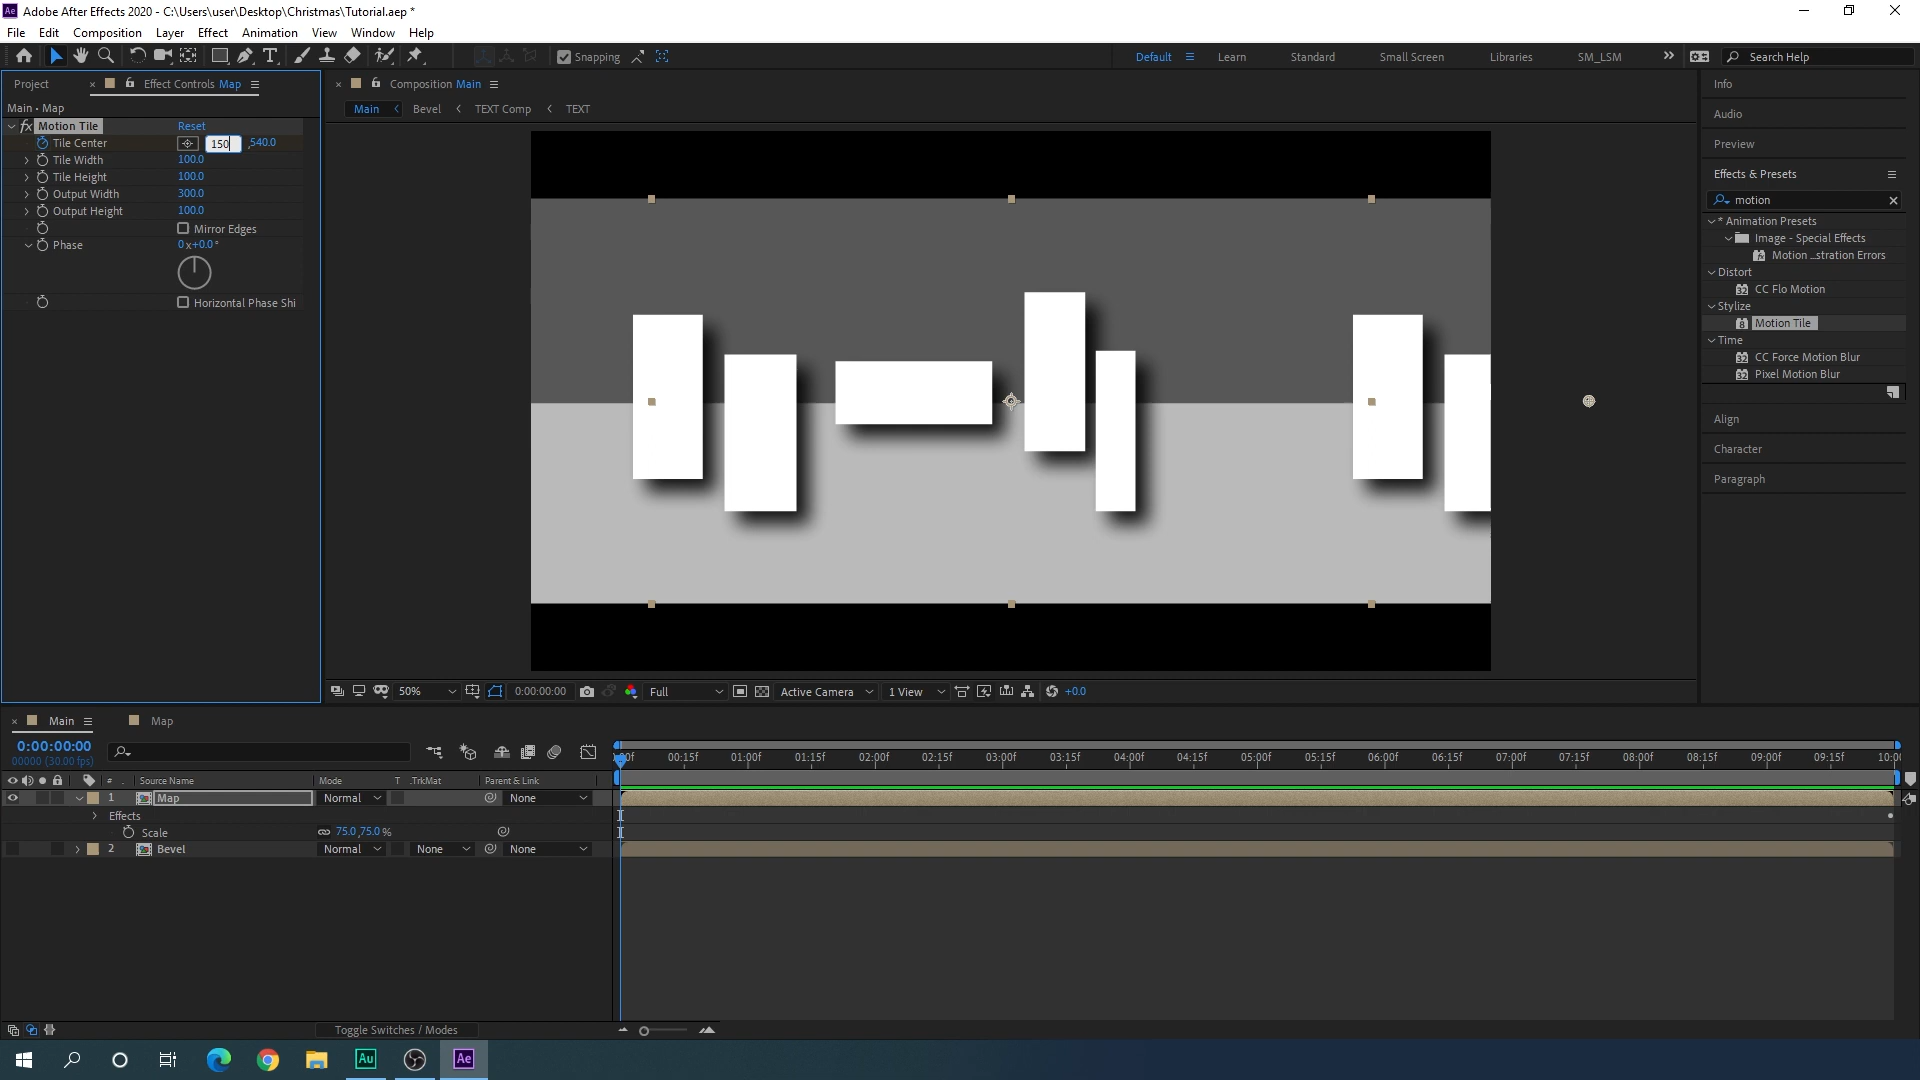 Adobe After Effects 2020 - C:\Users\user\Desktop\Christmas\Tutorial.aep *
File Edit Composition Layer Effect Animation View Window Help
Snapping Default Learn Standard Small Screen Libraries SM_LSM Search Help
Project Effect Controls Map
Main • Map
fx Motion Tile Reset
Tile Center 150 ,540.0
Tile Width 100.0
Tile Height 100.0
Output Width 300.0
Output Height 100.0
Mirror Edges
Phase 0x+0.0°
Horizontal Phase Shi
Composition Main
Main Bevel TEXT Comp TEXT
50% 0:00:00:00 Full Active Camera 1 View +0.0
Info
Audio
Preview
Effects & Presets
motion
* Animation Presets
Image - Special Effects
Motion ...stration Errors
Distort
CC Flo Motion
Stylize
Motion Tile
Time
CC Force Motion Blur
Pixel Motion Blur
Align
Character
Paragraph
Main Map
0:00:00:00
00000 (30.00 fps)
:00f 00:15f 01:00f 01:15f 02:00f 02:15f 03:00f 03:15f 04:00f 04:15f 05:00f 05:15f 06:00f 06:15f 07:00f 07:15f 08:00f 08:15f 09:00f 09:15f 10:00
# . Source Name Mode T .TrkMat Parent & Link
1 Map Normal None
Effects
Scale 75.0,75.0 %
2 Bevel Normal None None
Toggle Switches / Modes
Au Ae